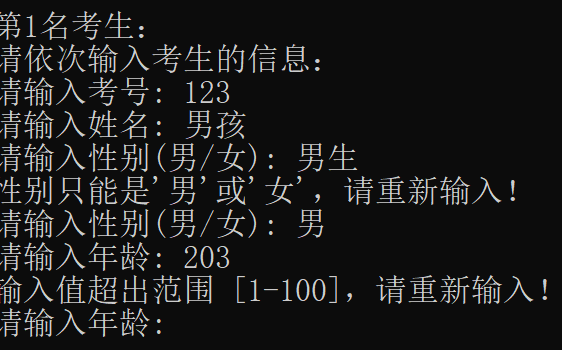 第1名考生:
请依次输入考生的信息:
请输入考号: 123
请输入姓名: 男孩
请输入性别(男/女): 男生
性别只能是'男'或'女', 请重新输入!
请输入性别(男/女): 男
请输入年龄: 203
输入值超出范围 [1-100], 请重新输入!
请输入年龄: